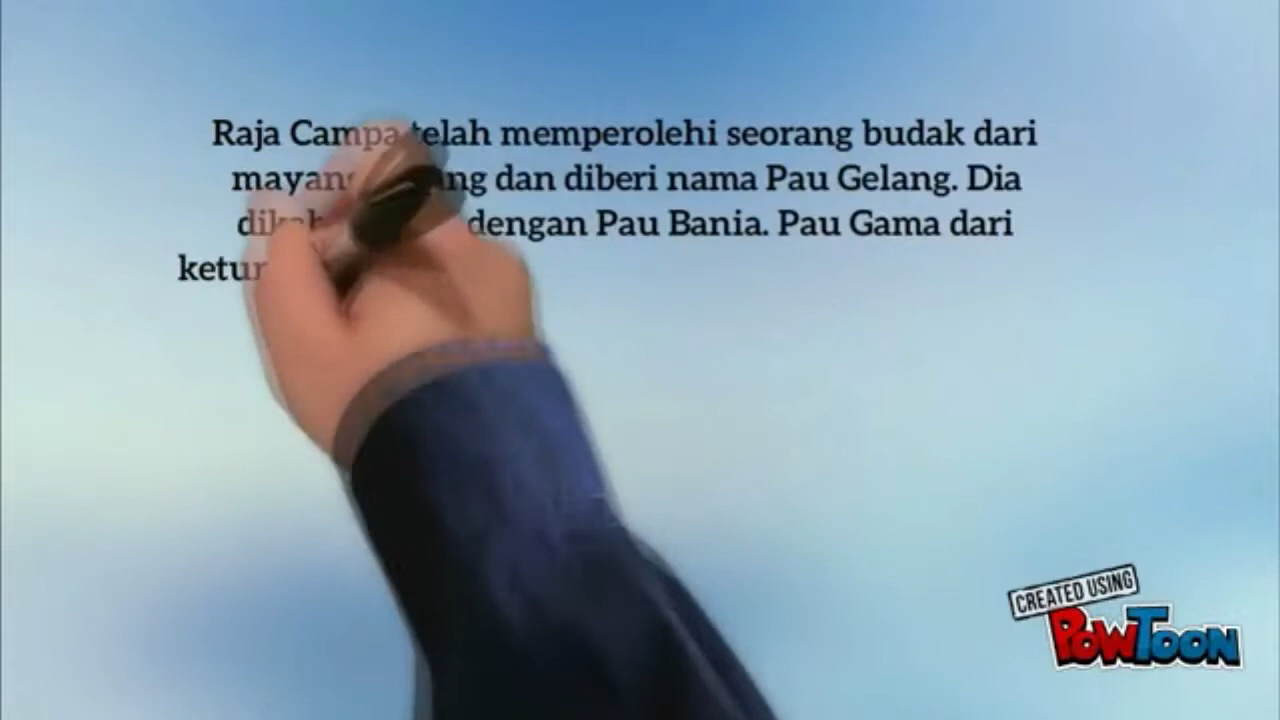 Raja Campa telah memperolehi seorang budak dari
dan diberi nama Pau Gelang. Dia
dengan Pau Bania. Pau Gama dari
CREATED USING
POWTOON